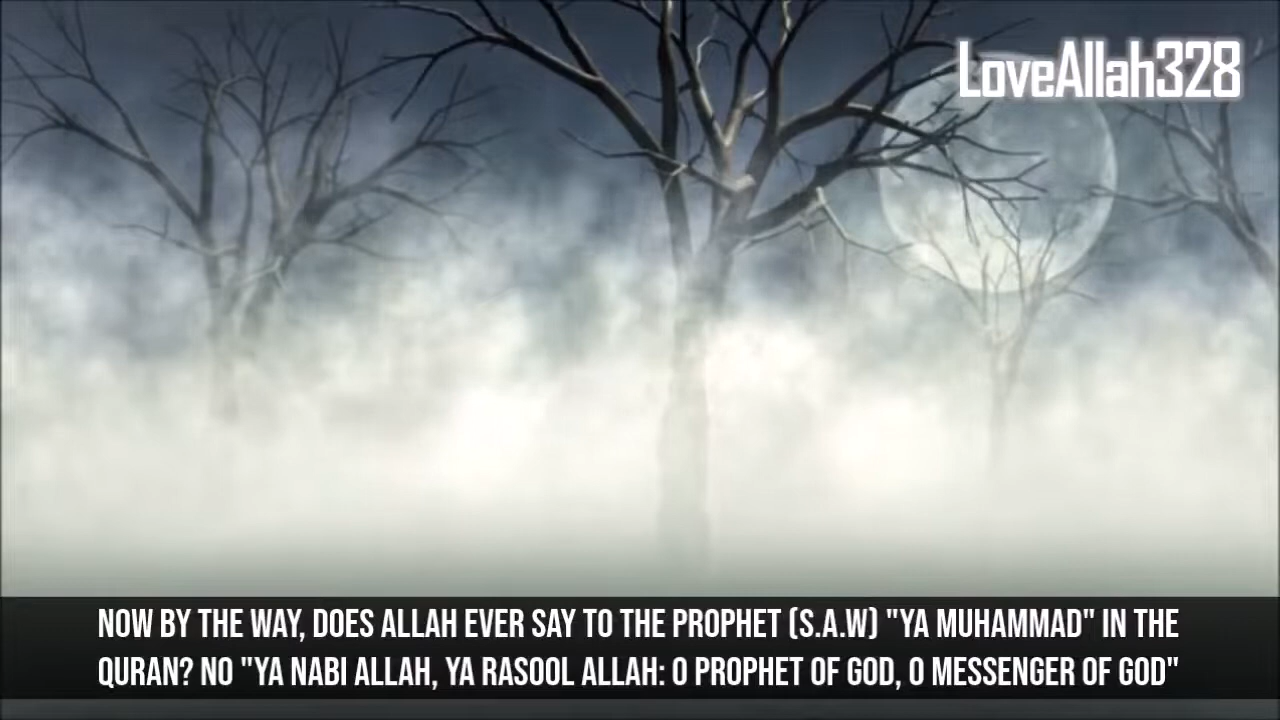 LoveAllah328
NOW BY THE WAY, DOES ALLAH EVER SAY TO THE PROPHET (S.A.W) "YA MUHAMMAD" IN THE
QURAN? NO "YA NABI ALLAH, YA RASOOL ALLAH: O PROPHET OF GOD, O MESSENGER OF GOD"